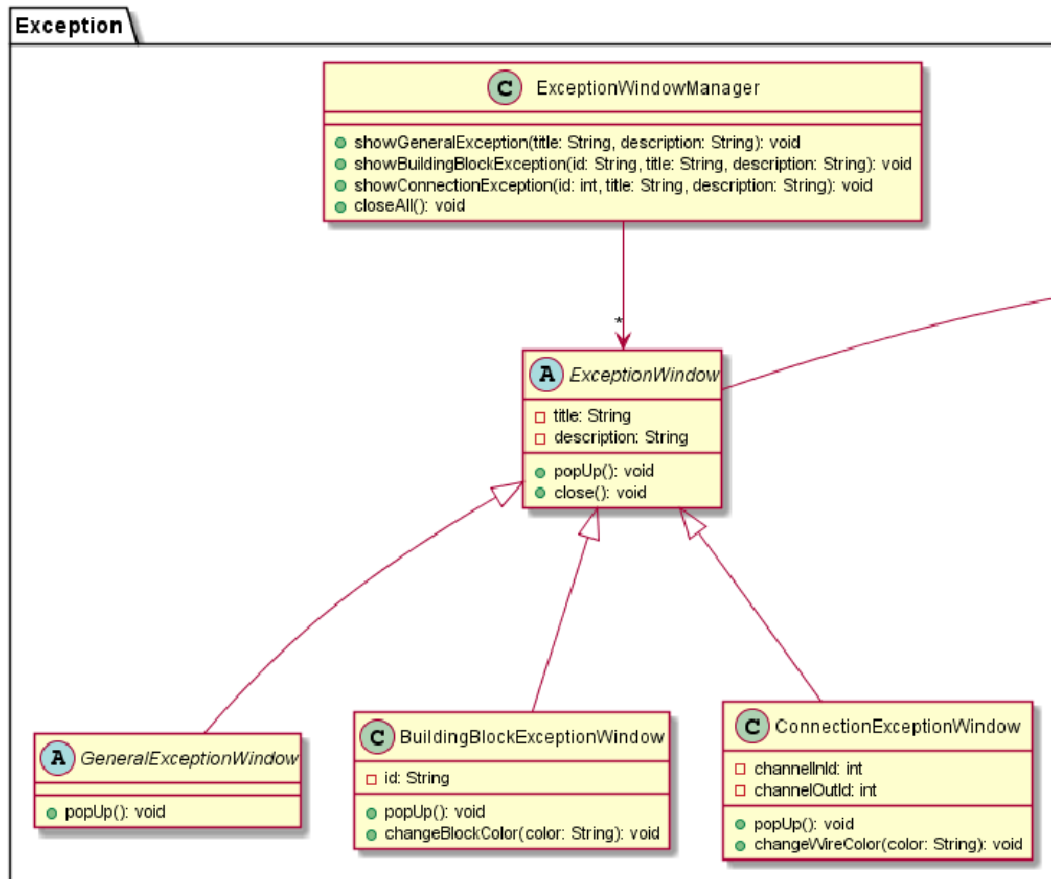 Exception
C ExceptionWindowManager
showGeneralException(title: String, description: String): void
showBuildingBlockException(id: String, title: String, description: String): void
showConnectionException(id: int, title: String, description: String): void
closeAll(): void
*
A ExceptionWindow
title: String
description: String
popUp(): void
close(): void
A GeneralExceptionWindow
popUp(): void
C BuildingBlockExceptionWindow
id: String
popUp(): void
changeBlockColor(color: String): void
C ConnectionExceptionWindow
channelInId: int
channelOutId: int
popUp(): void
changeWireColor(color: String): void